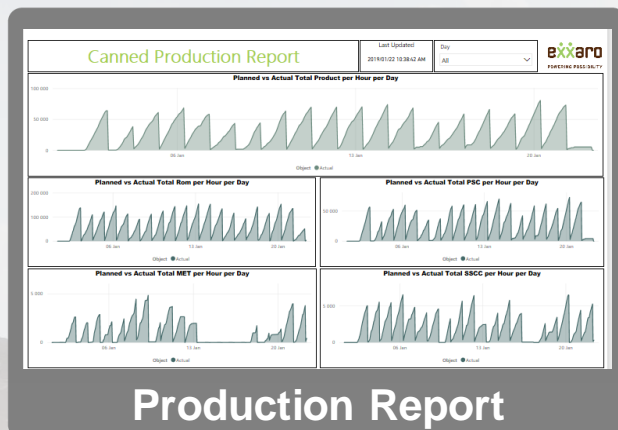 Canned Production Report
Last Updated
2019/01/22 10:38:42 AM
Day
All
exxaro
POWERING POSSIBILITY
Planned vs Actual Total Product per Hour per Day
100 000
50 000
0
06 Jan
13 Jan
20 Jan
Object Actual
Planned vs Actual Total Rom per Hour per Day
200 000
100 000
0
06 Jan
13 Jan
20 Jan
Object Actual
Planned vs Actual Total PSC per Hour per Day
50 000
0
06 Jan
13 Jan
20 Jan
Object Actual
Planned vs Actual Total MET per Hour per Day
5 000
0
06 Jan
13 Jan
20 Jan
Object Actual
Planned vs Actual Total SSCC per Hour per Day
5 000
0
06 Jan
13 Jan
20 Jan
Object Actual
Production Report